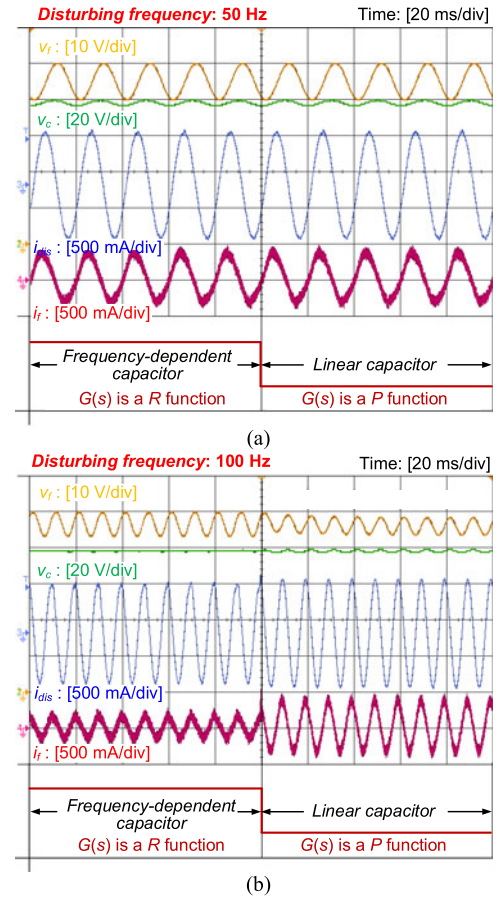 Disturbing frequency: 50 Hz Time: [20 ms/div]
vf : [10 V/div]
vc : [20 V/div]
idis : [500 mA/div]
if : [500 mA/div]
Frequency-dependent capacitor Linear capacitor
G(s) is a R function G(s) is a P function
(a)
Disturbing frequency: 100 Hz Time: [20 ms/div]
vf : [10 V/div]
vc : [20 V/div]
idis : [500 mA/div]
if : [500 mA/div]
Frequency-dependent capacitor Linear capacitor
G(s) is a R function G(s) is a P function
(b)